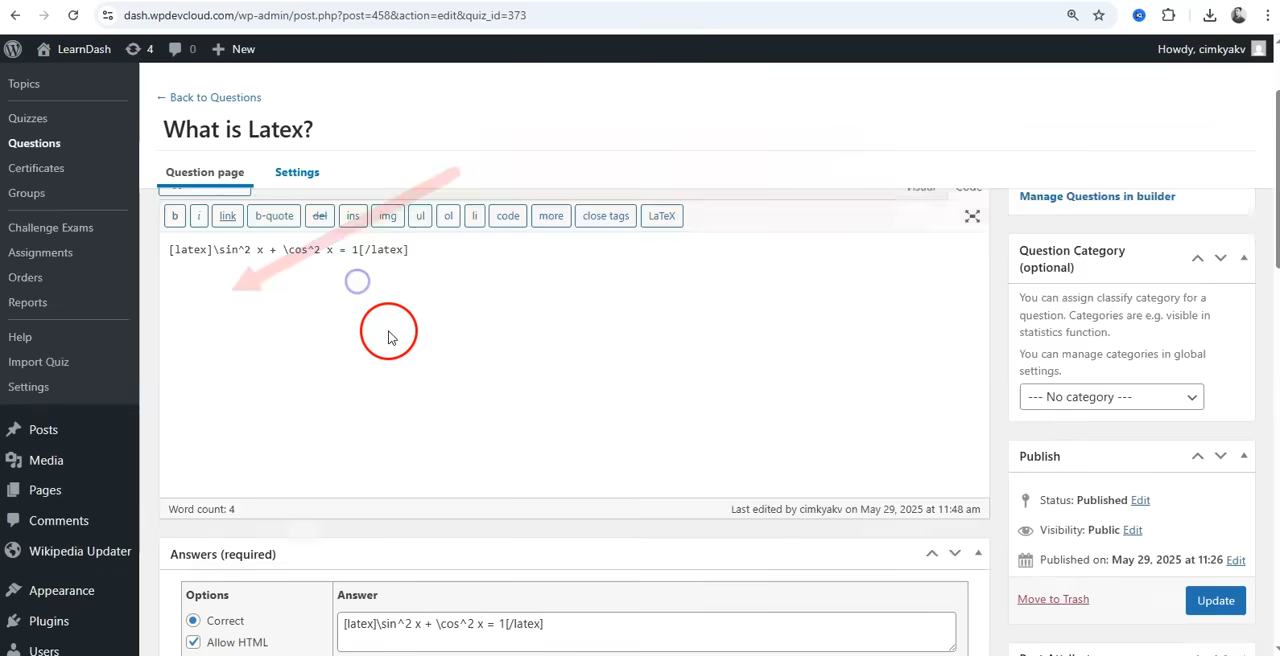 dash.wpdevcloud.com/wp-admin/post.php?post=458&action=edit&quiz_id=373
LearnDash
4
0
New
Howdy, cimkyakv
Topics
Quizzes
Questions
Certificates
Groups
Challenge Exams
Assignments
Orders
Reports
Help
Import Quiz
Settings
Posts
Media
Pages
Comments
Wikipedia Updater
Appearance
Plugins
Users
← Back to Questions
What is Latex?
Question page
Settings
b
i
link
b-quote
del
ins
img
ul
ol
li
code
more
close tags
LaTeX
[latex]\sin^2 x + \cos^2 x = 1[/latex]
Word count: 4
Last edited by cimkyakv on May 29, 2025 at 11:48 am
Answers (required)
Options
Answer
Correct
Allow HTML
[latex]\sin^2 x + \cos^2 x = 1[/latex]
Manage Questions in builder
Question Category
(optional)
You can assign classify category for a
question. Categories are e.g. visible in
statistics function.
You can manage categories in global
settings.
--- No category ---
Publish
Status: Published Edit
Visibility: Public Edit
Published on: May 29, 2025 at 11:26 Edit
Move to Trash
Update